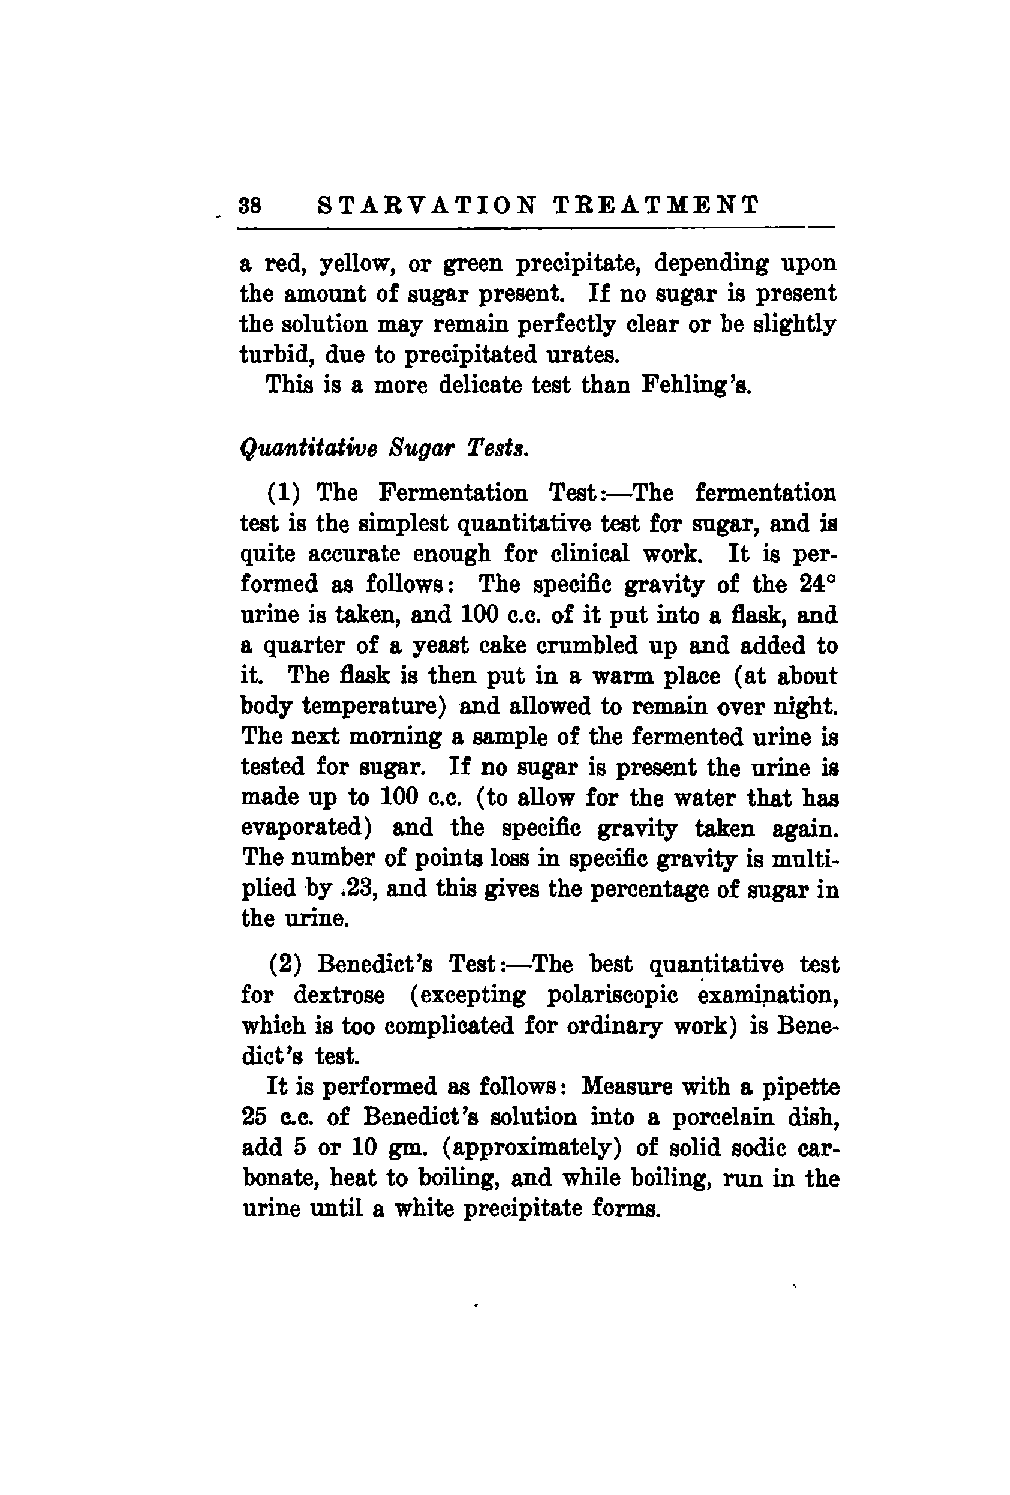 38 STARVATION TREATMENT
a red, yellow, or green precipitate, depending upon
the amount of sugar present. If no sugar is present
the solution may remain perfectly clear or be slightly
turbid, due to precipitated urates.
This is a more delicate test than Fehling's.
Quantitative Sugar Tests.
(1) The Fermentation Test:—The fermentation
test is the simplest quantitative test for sugar, and is
quite accurate enough for clinical work. It is per-
formed as follows: The specific gravity of the 24°
urine is taken, and 100 c.c. of it put into a flask, and
a quarter of a yeast cake crumbled up and added to
it. The flask is then put in a warm place (at about
body temperature) and allowed to remain over night.
The next morning a sample of the fermented urine is
tested for sugar. If no sugar is present the urine is
made up to 100 c.c. (to allow for the water that has
evaporated) and the specific gravity taken again.
The number of points loss in specific gravity is multi-
plied by .23, and this gives the percentage of sugar in
the urine.
(2) Benedict's Test:—The best quantitative test
for dextrose (excepting polariscopic examination,
which is too complicated for ordinary work) is Bene-
dict's test.
It is performed as follows: Measure with a pipette
25 c.c. of Benedict's solution into a porcelain dish,
add 5 or 10 gm. (approximately) of solid sodic car-
bonate, heat to boiling, and while boiling, run in the
urine until a white precipitate forms.